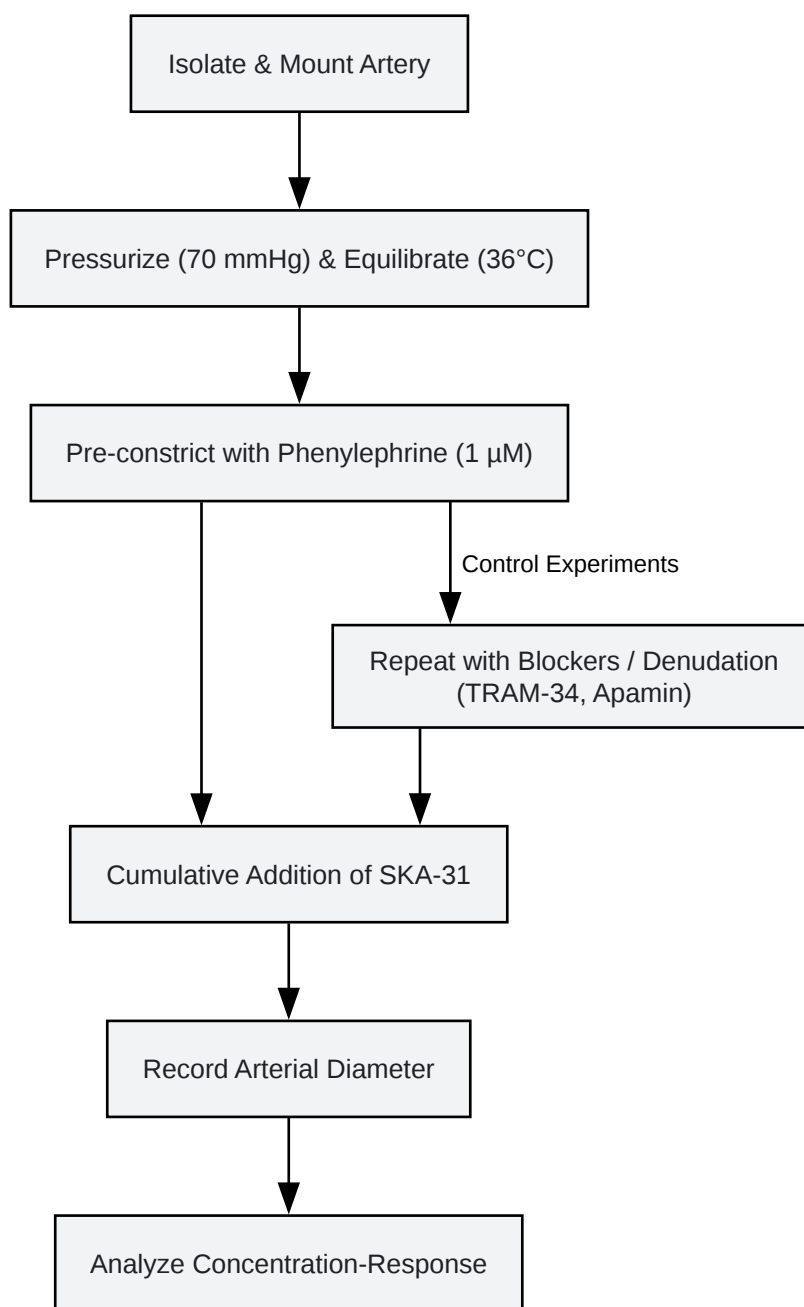 Isolate & Mount Artery
Pressurize (70 mmHg) & Equilibrate (36°C)
Pre-constrict with Phenylephrine (1 µM)
Control Experiments
Repeat with Blockers / Denudation
(TRAM-34, Apamin)
Cumulative Addition of SKA-31
Record Arterial Diameter
Analyze Concentration-Response